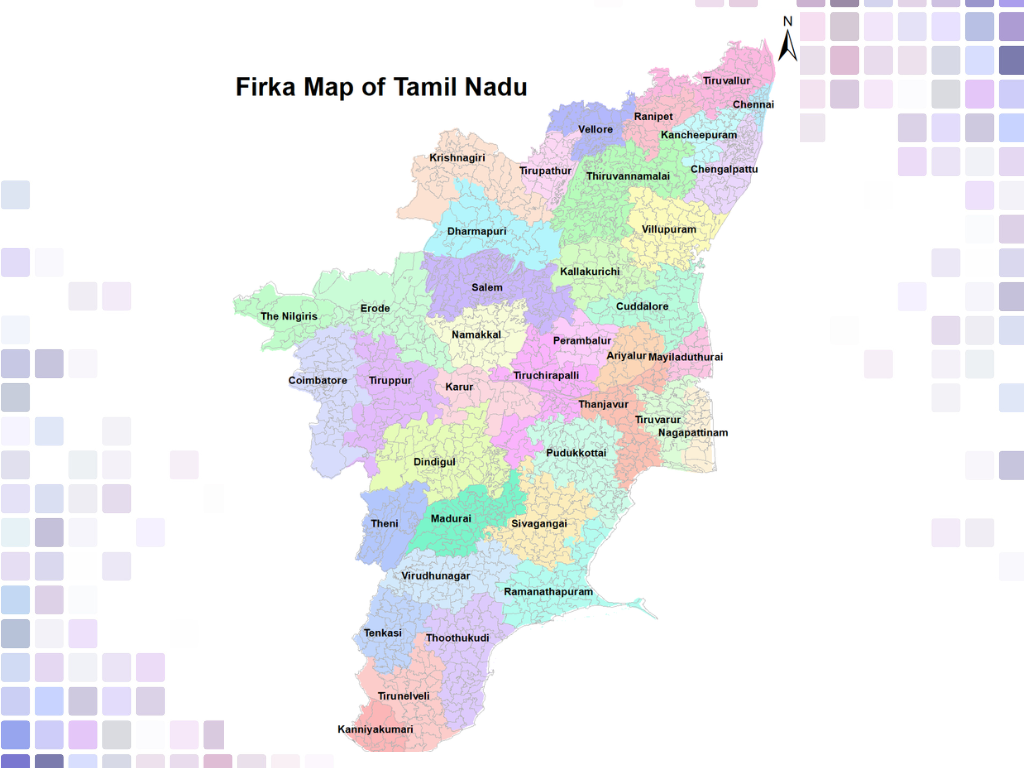 N
Firka Map of Tamil Nadu
Tiruvallur
Chennai
Ranipet
Vellore
Kancheepuram
Krishnagiri
Tirupathur
Chengalpattu
Thiruvannamalai
Villupuram
Dharmapuri
Kallakurichi
Salem
Cuddalore
Erode
The Nilgiris
Namakkal
Perambalur
Ariyalur
Mayiladuthurai
Tiruchirapalli
Coimbatore
Tiruppur
Karur
Thanjavur
Tiruvarur
Nagapattinam
Pudukkottai
Dindigul
Madurai
Theni
Sivagangai
Virudhunagar
Ramanathapuram
Tenkasi
Thoothukudi
Tirunelveli
Kanniyakumari